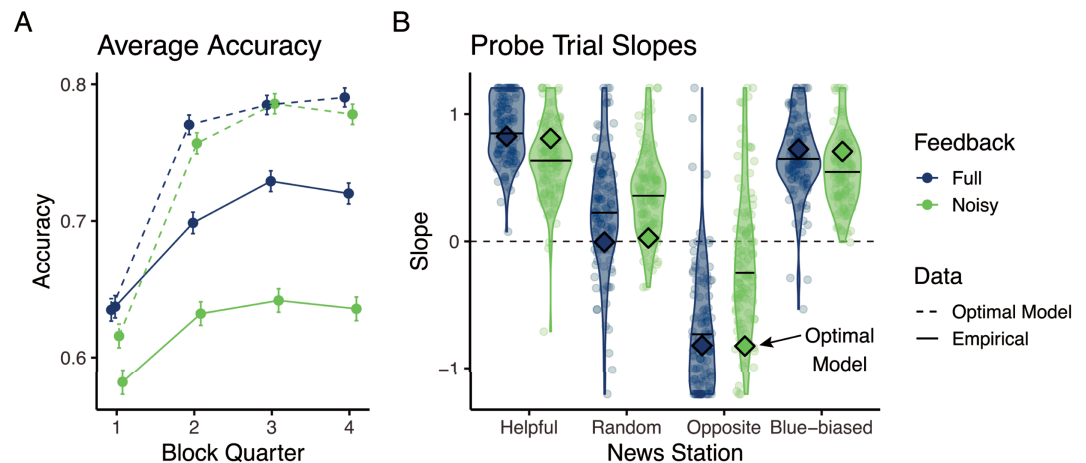 A
Average Accuracy
0.8
0.7
0.6
Accuracy
1 2 3 4
Block Quarter
B
Probe Trial Slopes
1
0
−1
Slope
Optimal
Model
Helpful Random Opposite Blue−biased
News Station
Feedback
Full
Noisy
Data
Optimal Model
Empirical